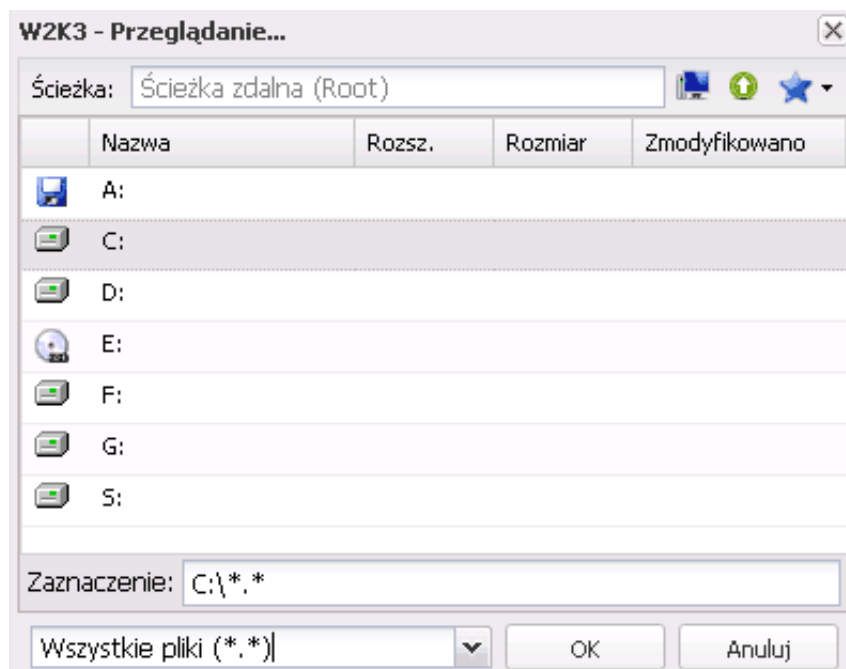 W2K3 - Przeglądanie...
Ścieżka: Ścieżka zdalna (Root)
Nazwa Rozsz. Rozmiar Zmodyfikowano
A:
C:
D:
E:
F:
G:
S:
Zaznaczenie: C:\*.*
Wszystkie pliki (*.*) OK Anuluj